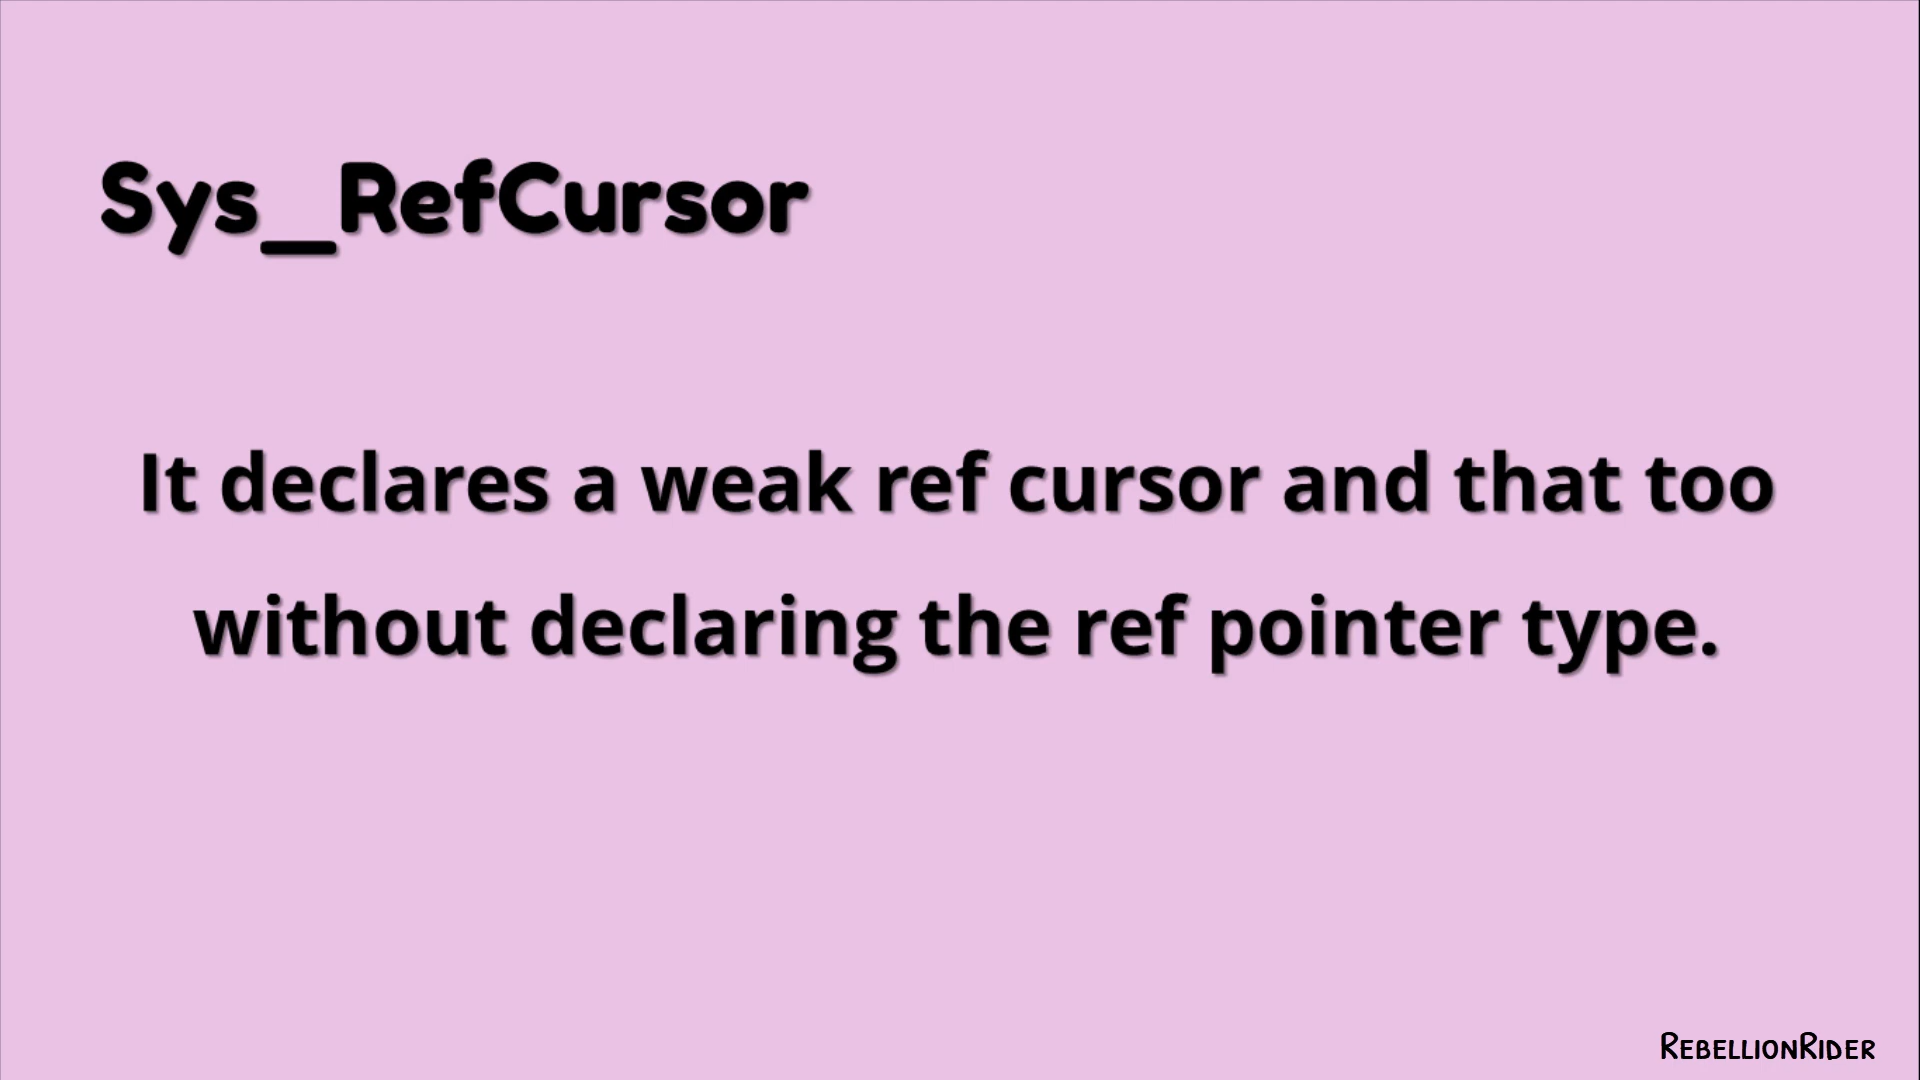 Sys_RefCursor
It declares a weak ref cursor and that too
without declaring the ref pointer type.
RebellionRider